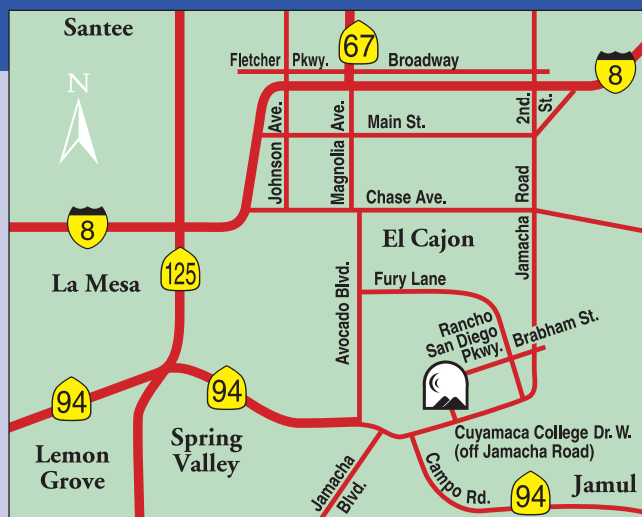 Santee
67
Fletcher Pkwy. Broadway
8
N
Johnson Ave.
Magnolia Ave.
Main St.
2nd. St.
Chase Ave.
Jamacha Road
8
El Cajon
125
La Mesa
Avocado Blvd.
Fury Lane
Rancho
San Diego
Pkwy.
Brabham St.
94
94
Lemon
Grove
Spring
Valley
Cuyamaca College Dr. W.
(off Jamacha Road)
Jamacha
Blvd.
Campo Rd.
94
Jamul